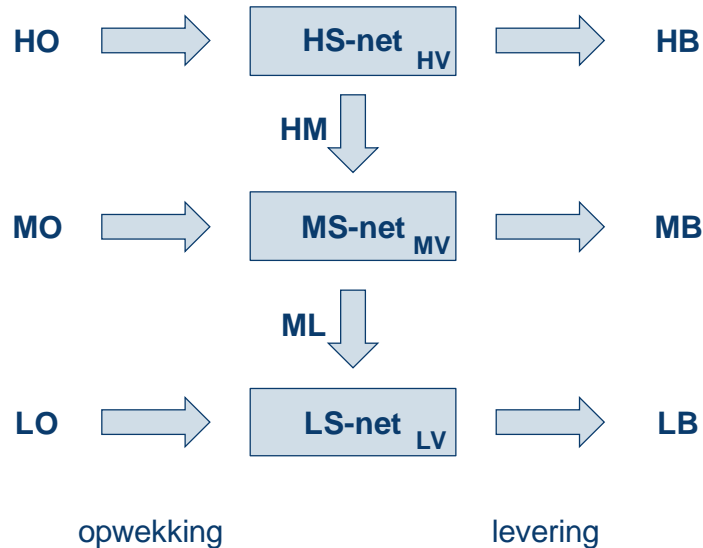 HO HS-net HV HB
HM
MO MS-net MV MB
ML
LO LS-net LV LB
opwekking levering